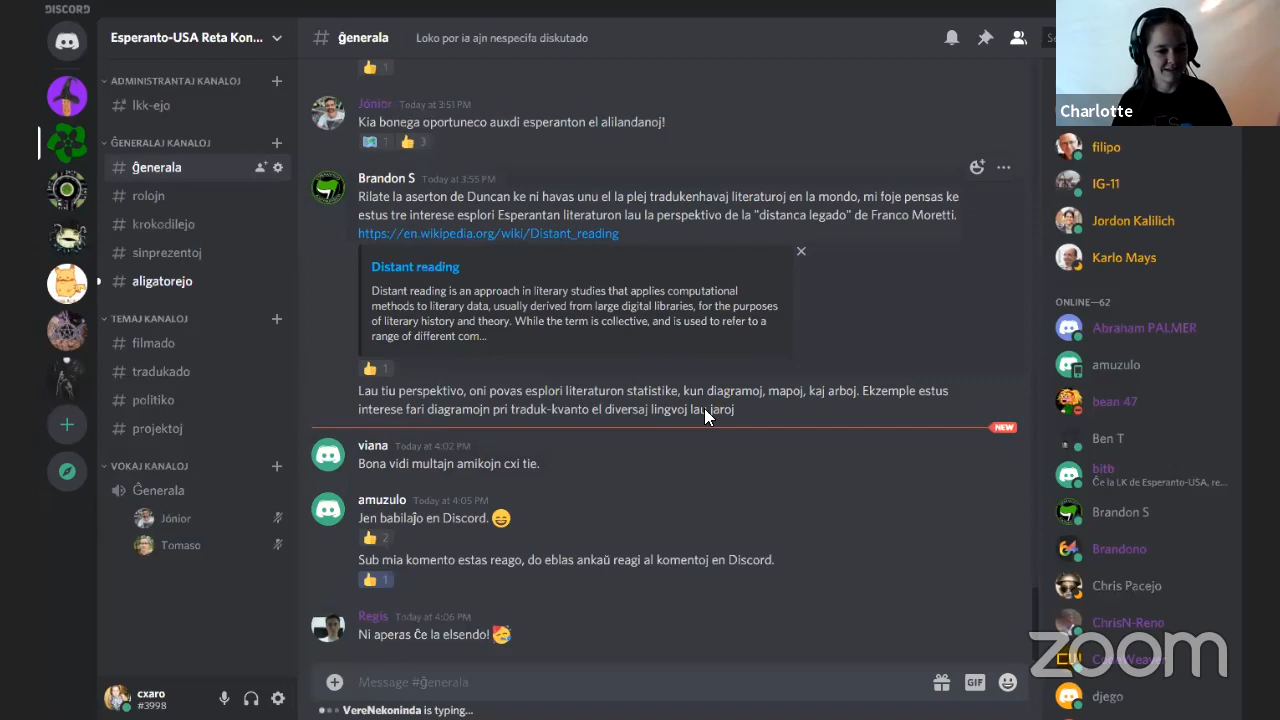 DISCORD
Esperanto-USA Reta Kon...
ĝenerala
Loko por ia ajn nespecifa diskutado
ADMINISTRANTAJ KANALOJ
lkk-ejo
ĜENERALAJ KANALOJ
ĝenerala
rolojn
krokodilejo
sinprezentoj
aligatorejo
TEMAJ KANALOJ
filmado
tradukado
politiko
projektoj
VOKAJ KANALOJ
Ĝenerala
Jónior
Tomaso
cxaro
#3998
1
Jónior Today at 3:51 PM
Kia bonega oportuneco auxdi esperanton el alilandanoj!
1 3
Brandon S Today at 3:55 PM
Rilate la aserton de Duncan ke ni havas unu el la plej tradukenhavaj literaturoj en la mondo, mi foje pensas ke
estus tre interese esplori Esperantan literaturon lau la perspektivo de la "distanca legado" de Franco Moretti.
https://en.wikipedia.org/wiki/Distant_reading
Distant reading
Distant reading is an approach in literary studies that applies computational
methods to literary data, usually derived from large digital libraries, for the purposes
of literary history and theory. While the term is collective, and is used to refer to a
range of different com...
1
Lau tiu perspektivo, oni povas esplori literaturon statistike, kun diagramoj, mapoj, kaj arboj. Ekzemple estus
interese fari diagramojn pri traduk-kvanto el diversaj lingvoj lau jaroj
NEW
viana Today at 4:02 PM
Bona vidi multajn amikojn cxi tie.
amuzulo Today at 4:05 PM
Jen babilaĵo en Discord.
2
Sub mia komento estas reago, do eblas ankaŭ reagi al komentoj en Discord.
1
Regis Today at 4:06 PM
Ni aperas ĉe la elsendo!
Message #ĝenerala
GIF
VereNekoninda is typing...
Charlotte
filipo
IG-11
Jordon Kalilich
Karlo Mays
ONLINE—62
Abraham PALMER
amuzulo
bean 47
Ben T
bitb
Ĉe la LK de Esperanto-USA, re...
Brandon S
Brandono
Chris Pacejo
ChrisN-Reno
CodeWeaver
djego
zoom